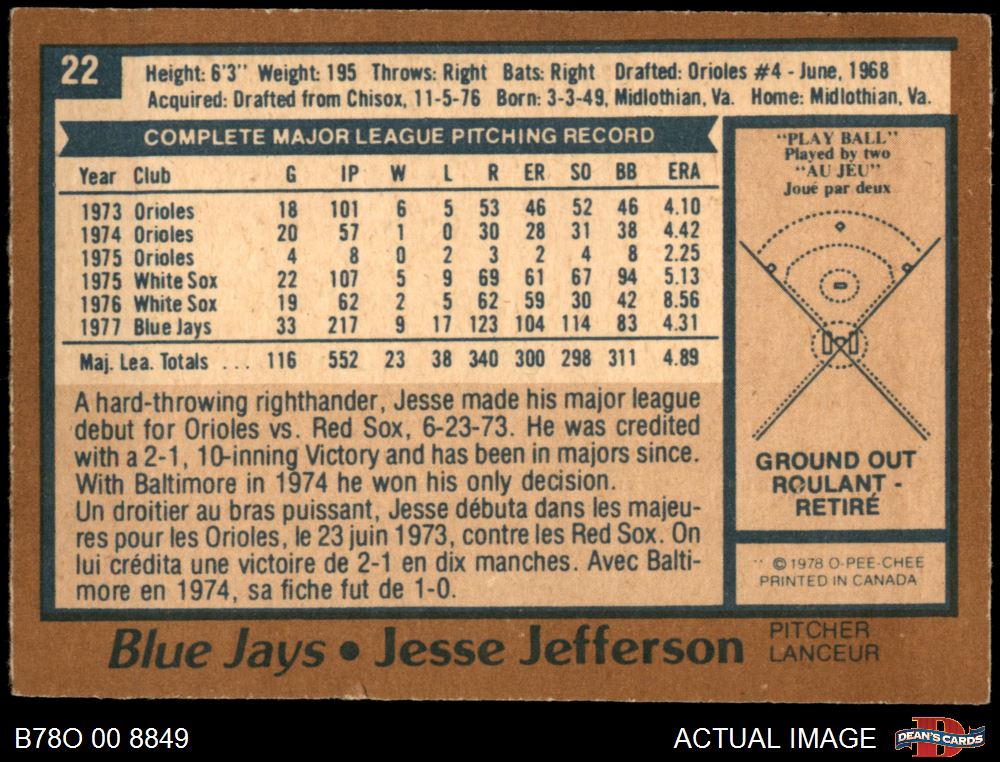 22
Height: 6'3" Weight: 195 Throws: Right Bats: Right Drafted: Orioles #4 - June, 1968
Acquired: Drafted from Chisox, 11-5-76 Born: 3-3-49, Midlothian, Va. Home: Midlothian, Va.
COMPLETE MAJOR LEAGUE PITCHING RECORD
Year Club G IP W L R ER SO BB ERA
1973 Orioles 18 101 6 5 53 46 52 46 4.10
1974 Orioles 20 57 1 0 30 28 31 38 4.42
1975 Orioles 4 8 0 2 3 2 4 8 2.25
1975 White Sox 22 107 5 9 69 61 67 94 5.13
1976 White Sox 19 62 2 5 62 59 30 42 8.56
1977 Blue Jays 33 217 9 17 123 104 114 83 4.31
Maj. Lea. Totals ... 116 552 23 38 340 300 298 311 4.89
A hard-throwing righthander, Jesse made his major league
debut for Orioles vs. Red Sox, 6-23-73. He was credited
with a 2-1, 10-inning Victory and has been in majors since.
With Baltimore in 1974 he won his only decision.
Un droitier au bras puissant, Jesse débuta dans les majeu-
res pour les Orioles, le 23 juin 1973, contre les Red Sox. On
lui crédita une victoire de 2-1 en dix manches. Avec Balti-
more en 1974, sa fiche fut de 1-0.
"PLAY BALL"
Played by two
"AU JEU"
Joué par deux
GROUND OUT
ROULANT -
RETIRÉ
© 1978 O-PEE-CHEE
PRINTED IN CANADA
Blue Jays • Jesse Jefferson
PITCHER
LANCEUR
B78O 00 8849
ACTUAL IMAGE
DEAN'S CARDS